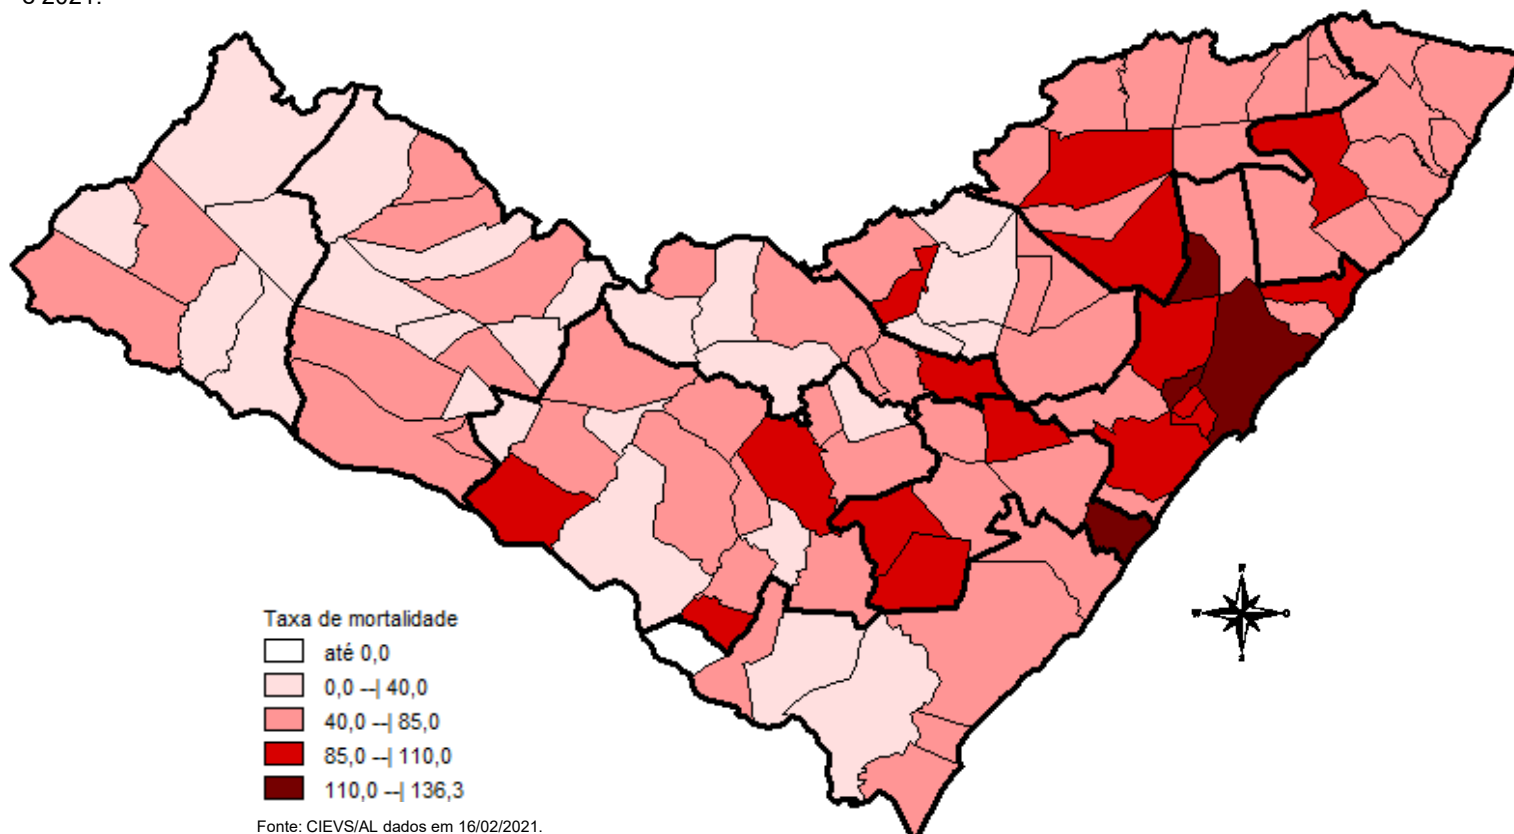 e 2021.
Taxa de mortalidade
até 0,0
0,0 --| 40,0
40,0 --| 85,0
85,0 --| 110,0
110,0 --| 136,3
Fonte: CIEVS/AL dados em 16/02/2021.